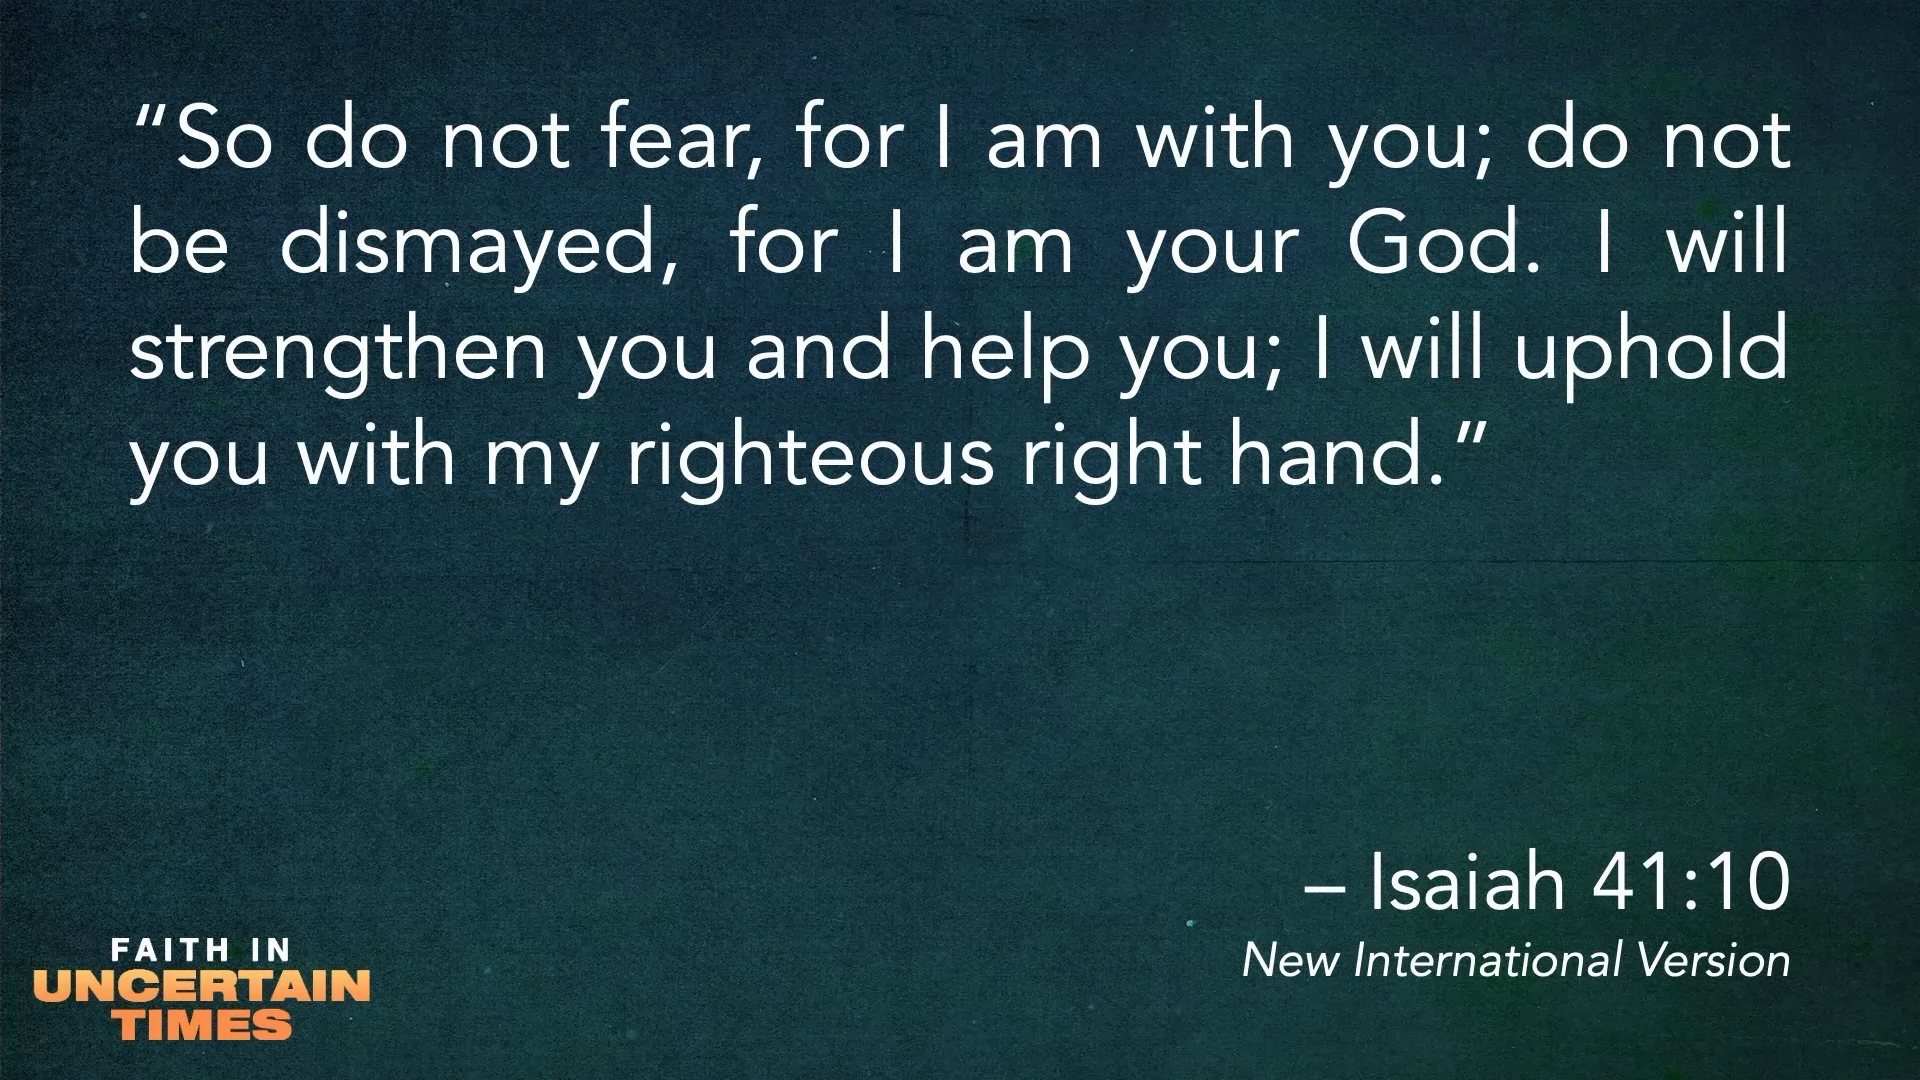 “So do not fear, for I am with you; do not
be dismayed, for I am your God. I will
strengthen you and help you; I will uphold
you with my righteous right hand.”
– Isaiah 41:10
New International Version
FAITH IN
UNCERTAIN
TIMES